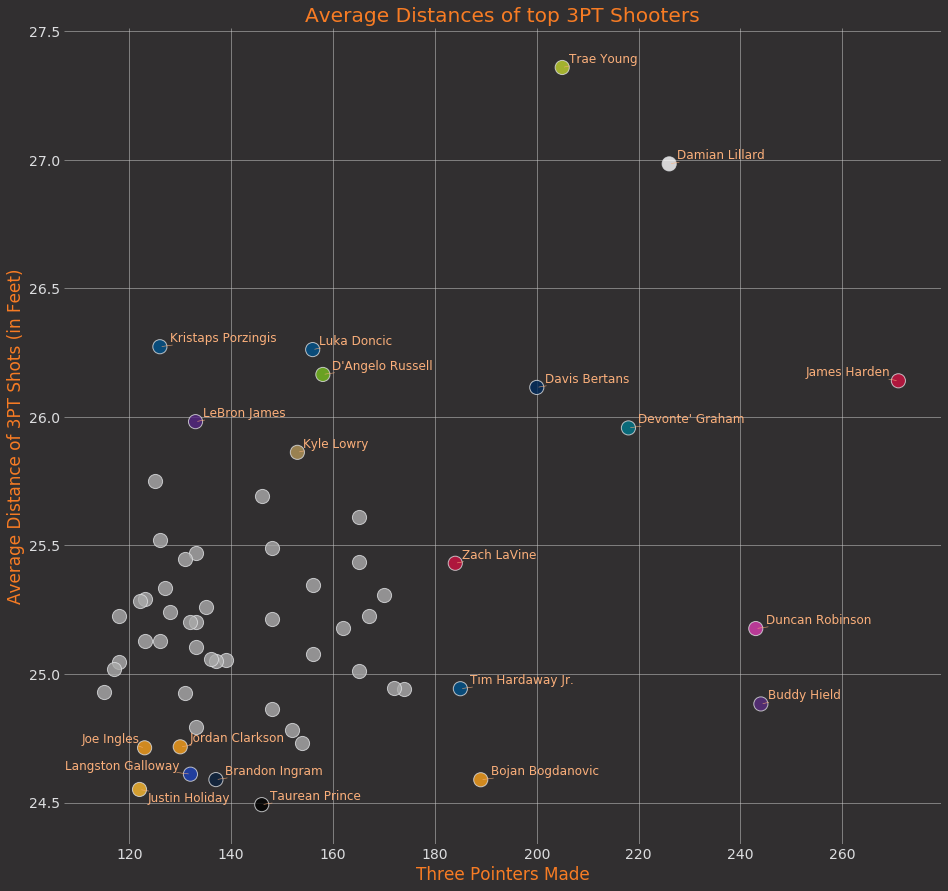 Average Distances of top 3PT Shooters
27.5
Trae Young
27.0
Damian Lillard
26.5
Kristaps Porzingis
Luka Doncic
D'Angelo Russell
Davis Bertans
James Harden
26.0
LeBron James
Devonte' Graham
Kyle Lowry
25.5
Zach LaVine
Duncan Robinson
25.0
Tim Hardaway Jr.
Buddy Hield
Joe Ingles
Jordan Clarkson
Langston Galloway
Brandon Ingram
Bojan Bogdanovic
Justin Holiday
Taurean Prince
24.5
Average Distance of 3PT Shots (in Feet)
120 140 160 180 200 220 240 260
Three Pointers Made